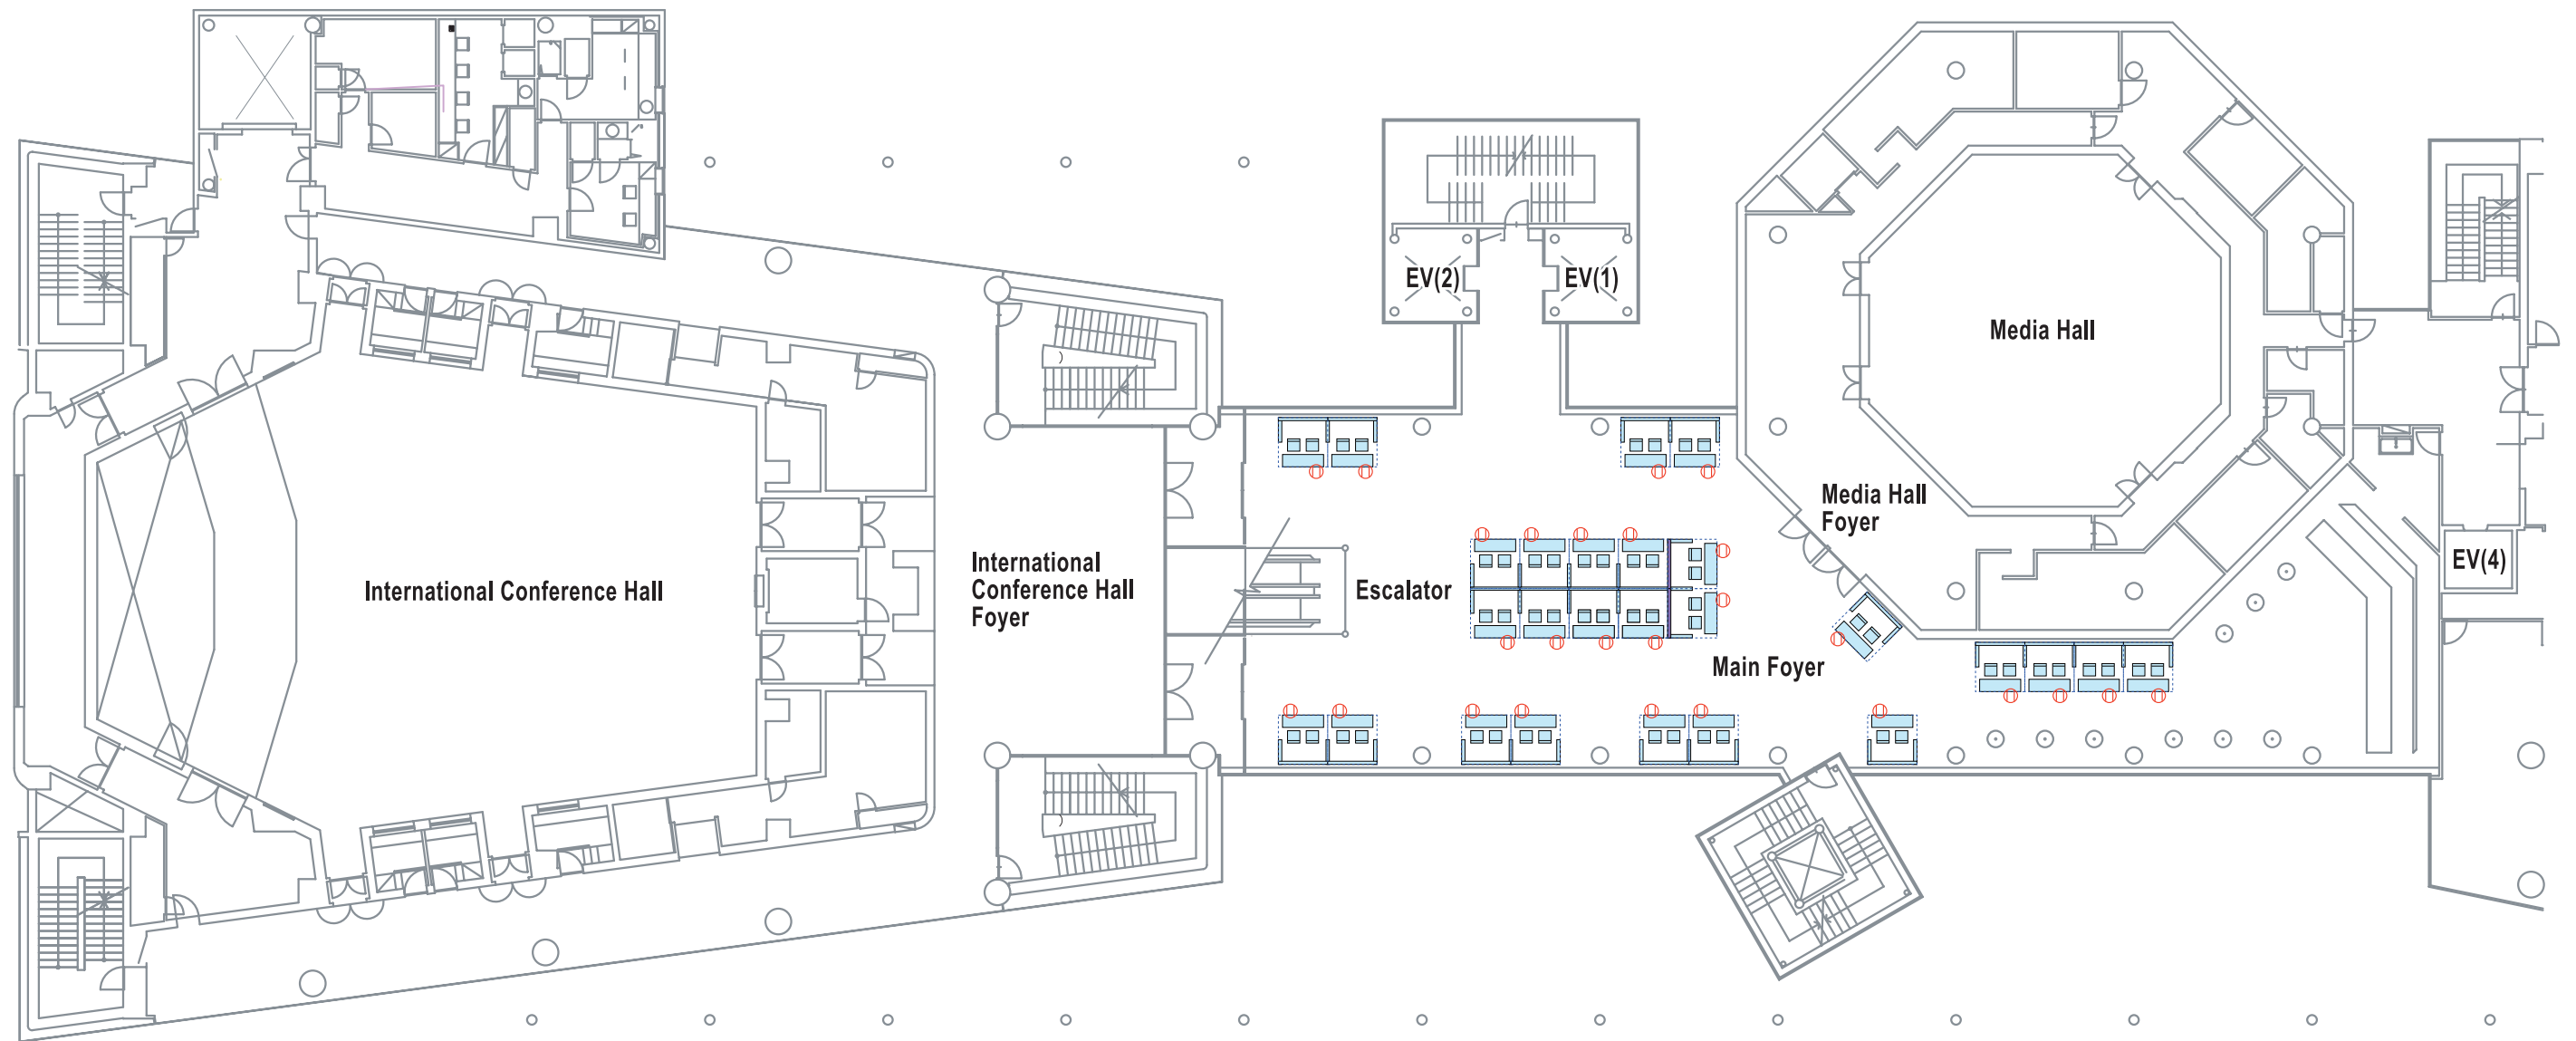 EV(2)
EV(1)
Media Hall
Media Hall
Foyer
International
Conference Hall
Foyer
Escalator
EV(4)
International Conference Hall
Main Foyer